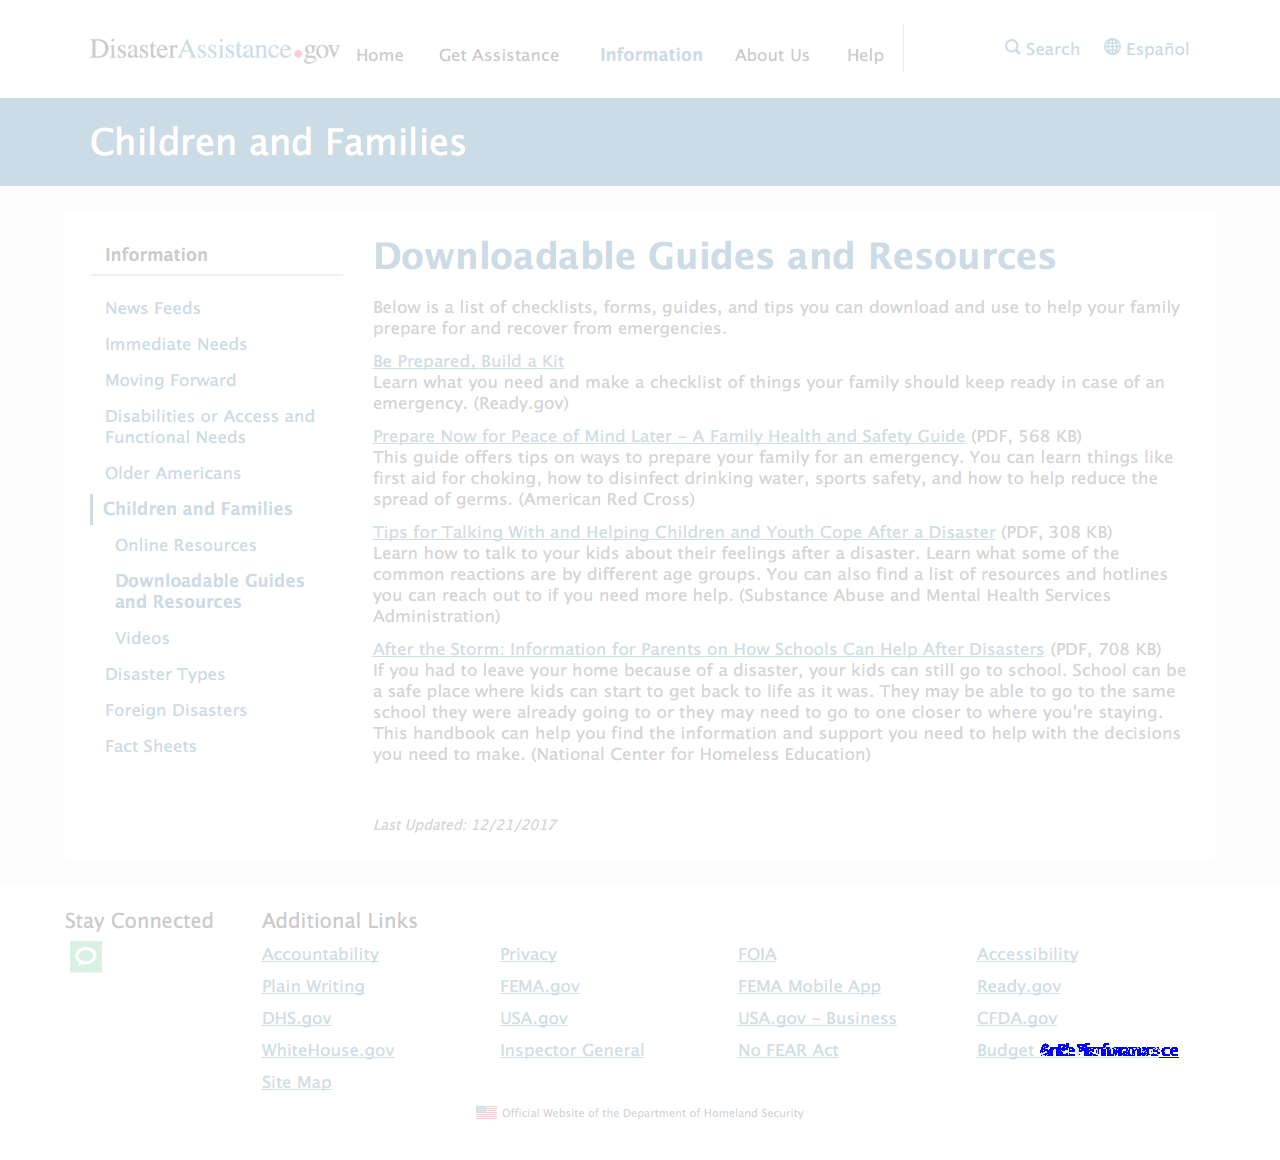 DisasterAssistance.gov Home Get Assistance Information About Us Help Search Español
Children and Families
Information
News Feeds
Immediate Needs
Moving Forward
Disabilities or Access and
Functional Needs
Older Americans
Children and Families
Online Resources
Downloadable Guides
and Resources
Videos
Disaster Types
Foreign Disasters
Fact Sheets
Downloadable Guides and Resources
Below is a list of checklists, forms, guides, and tips you can download and use to help your family
prepare for and recover from emergencies.
Be Prepared, Build a Kit
Learn what you need and make a checklist of things your family should keep ready in case of an
emergency. (Ready.gov)
Prepare Now for Peace of Mind Later – A Family Health and Safety Guide (PDF, 568 KB)
This guide offers tips on ways to prepare your family for an emergency. You can learn things like
first aid for choking, how to disinfect drinking water, sports safety, and how to help reduce the
spread of germs. (American Red Cross)
Tips for Talking With and Helping Children and Youth Cope After a Disaster (PDF, 308 KB)
Learn how to talk to your kids about their feelings after a disaster. Learn what some of the
common reactions are by different age groups. You can also find a list of resources and hotlines
you can reach out to if you need more help. (Substance Abuse and Mental Health Services
Administration)
After the Storm: Information for Parents on How Schools Can Help After Disasters (PDF, 708 KB)
If you had to leave your home because of a disaster, your kids can still go to school. School can be
a safe place where kids can start to get back to life as it was. They may be able to go to the same
school they were already going to or they may need to go to one closer to where you're staying.
This handbook can help you find the information and support you need to help with the decisions
you need to make. (National Center for Homeless Education)
Last Updated: 12/21/2017
Stay Connected
Additional Links
Accountability Privacy FOIA Accessibility
Plain Writing FEMA.gov FEMA Mobile App Ready.gov
DHS.gov USA.gov USA.gov – Business CFDA.gov
WhiteHouse.gov Inspector General No FEAR Act Budget
Site Map
Official Website of the Department of Homeland Security